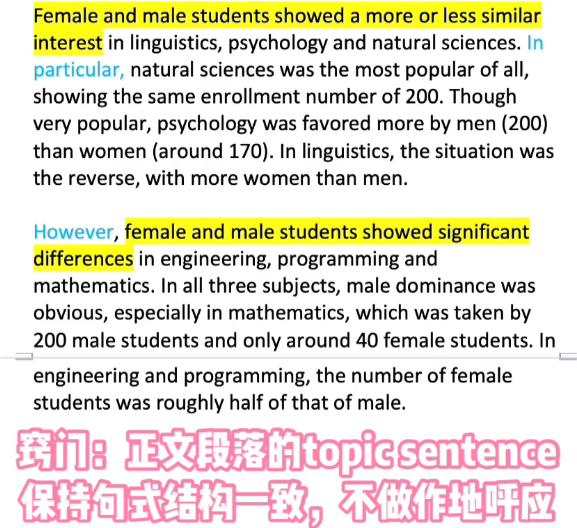 Female and male students showed a more or less similar
interest in linguistics, psychology and natural sciences. In
particular, natural sciences was the most popular of all,
showing the same enrollment number of 200. Though
very popular, psychology was favored more by men (200)
than women (around 170). In linguistics, the situation was
the reverse, with more women than men.
However, female and male students showed significant
differences in engineering, programming and
mathematics. In all three subjects, male dominance was
obvious, especially in mathematics, which was taken by
200 male students and only around 40 female students. In
engineering and programming, the number of female
students was roughly half of that of male.
窍门：正文段落的topic sentence
保持句式结构一致，不做作地呼应